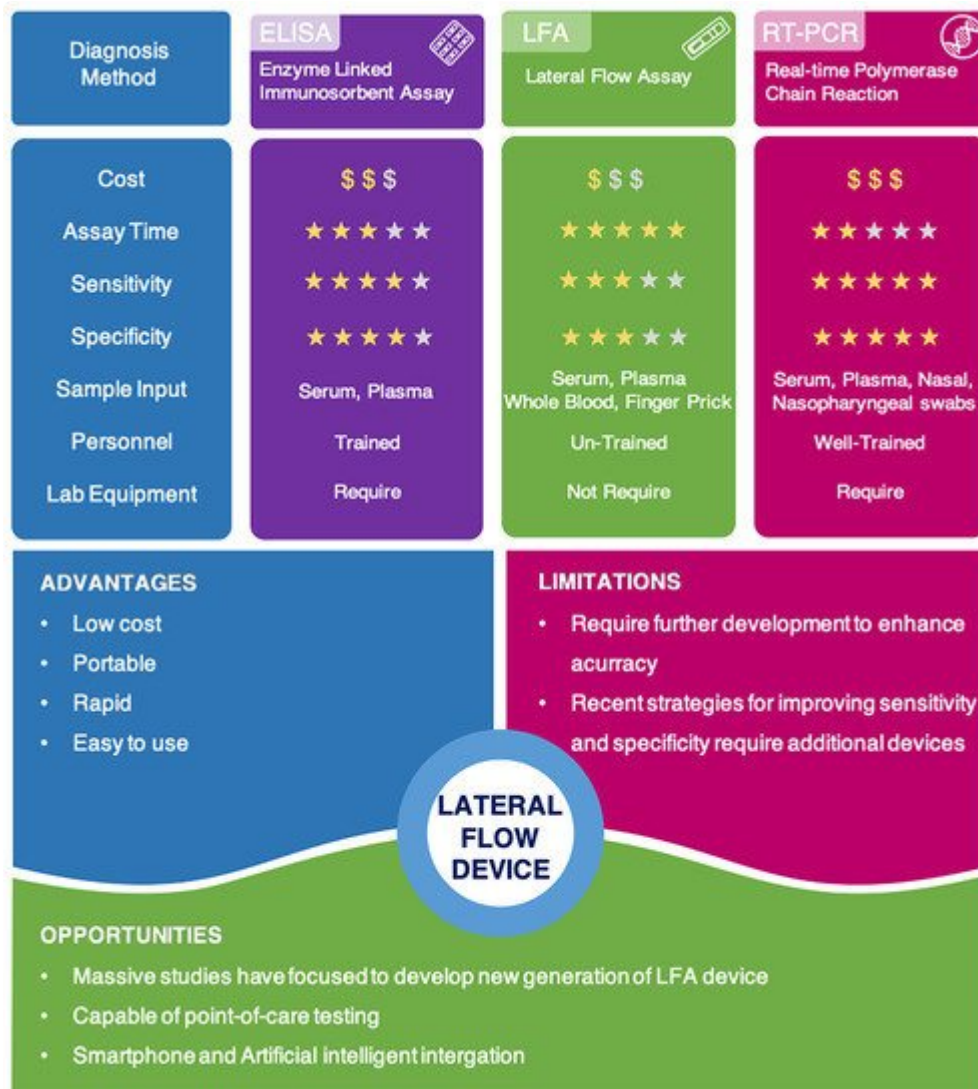 Diagnosis
Method
ELISA
Enzyme Linked
Immunosorbent Assay
LFA
Lateral Flow Assay
RT-PCR
Real-time Polymerase
Chain Reaction
Cost
$ $ $
$ $ $
$ $ $
Assay Time
★ ★ ★ ★ ★
★ ★ ★ ★ ★
★ ★ ★ ★ ★
Sensitivity
★ ★ ★ ★ ★
★ ★ ★ ★ ★
★ ★ ★ ★ ★
Specificity
★ ★ ★ ★ ★
★ ★ ★ ★ ★
★ ★ ★ ★ ★
Sample Input
Serum, Plasma
Serum, Plasma
Whole Blood, Finger Prick
Serum, Plasma, Nasal,
Nasopharyngeal swabs
Personnel
Trained
Un-Trained
Well-Trained
Lab Equipment
Require
Not Require
Require
ADVANTAGES
• Low cost
• Portable
• Rapid
• Easy to use
LIMITATIONS
• Require further development to enhance
acurracy
• Recent strategies for improving sensitivity
and specificity require additional devices
LATERAL
FLOW
DEVICE
OPPORTUNITIES
• Massive studies have focused to develop new generation of LFA device
• Capable of point-of-care testing
• Smartphone and Artificial intelligent intergation